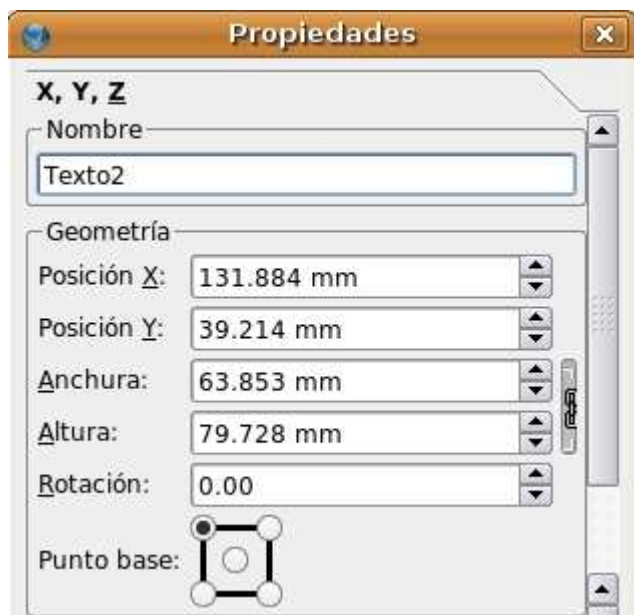 Propiedades
X, Y, Z
Nombre
Texto2
Geometría
Posición X: 131.884 mm
Posición Y: 39.214 mm
Anchura: 63.853 mm
Altura: 79.728 mm
Rotación: 0.00
Punto base: